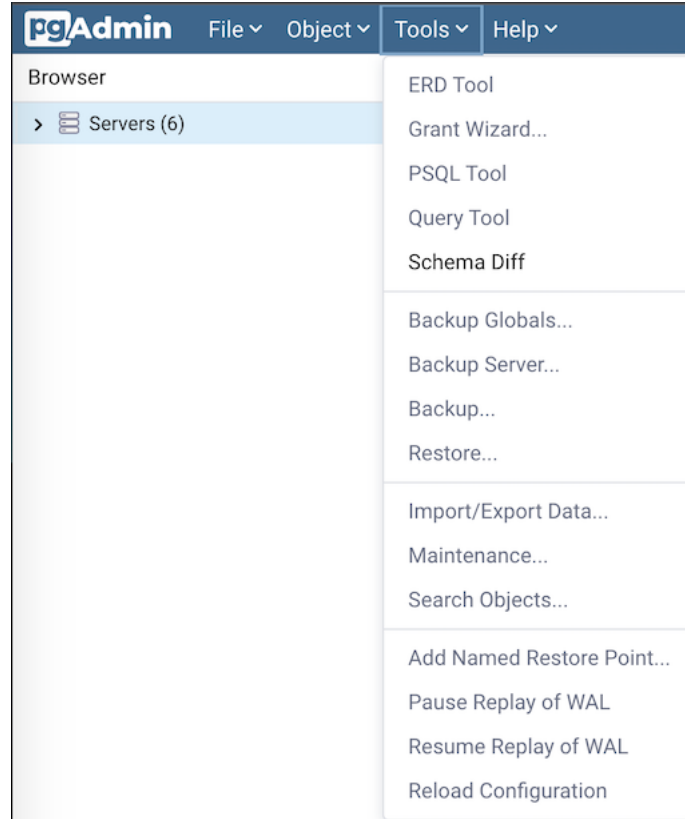 pgAdmin File Object Tools Help
Browser
Servers (6)
ERD Tool
Grant Wizard...
PSQL Tool
Query Tool
Schema Diff
Backup Globals...
Backup Server...
Backup...
Restore...
Import/Export Data...
Maintenance...
Search Objects...
Add Named Restore Point...
Pause Replay of WAL
Resume Replay of WAL
Reload Configuration